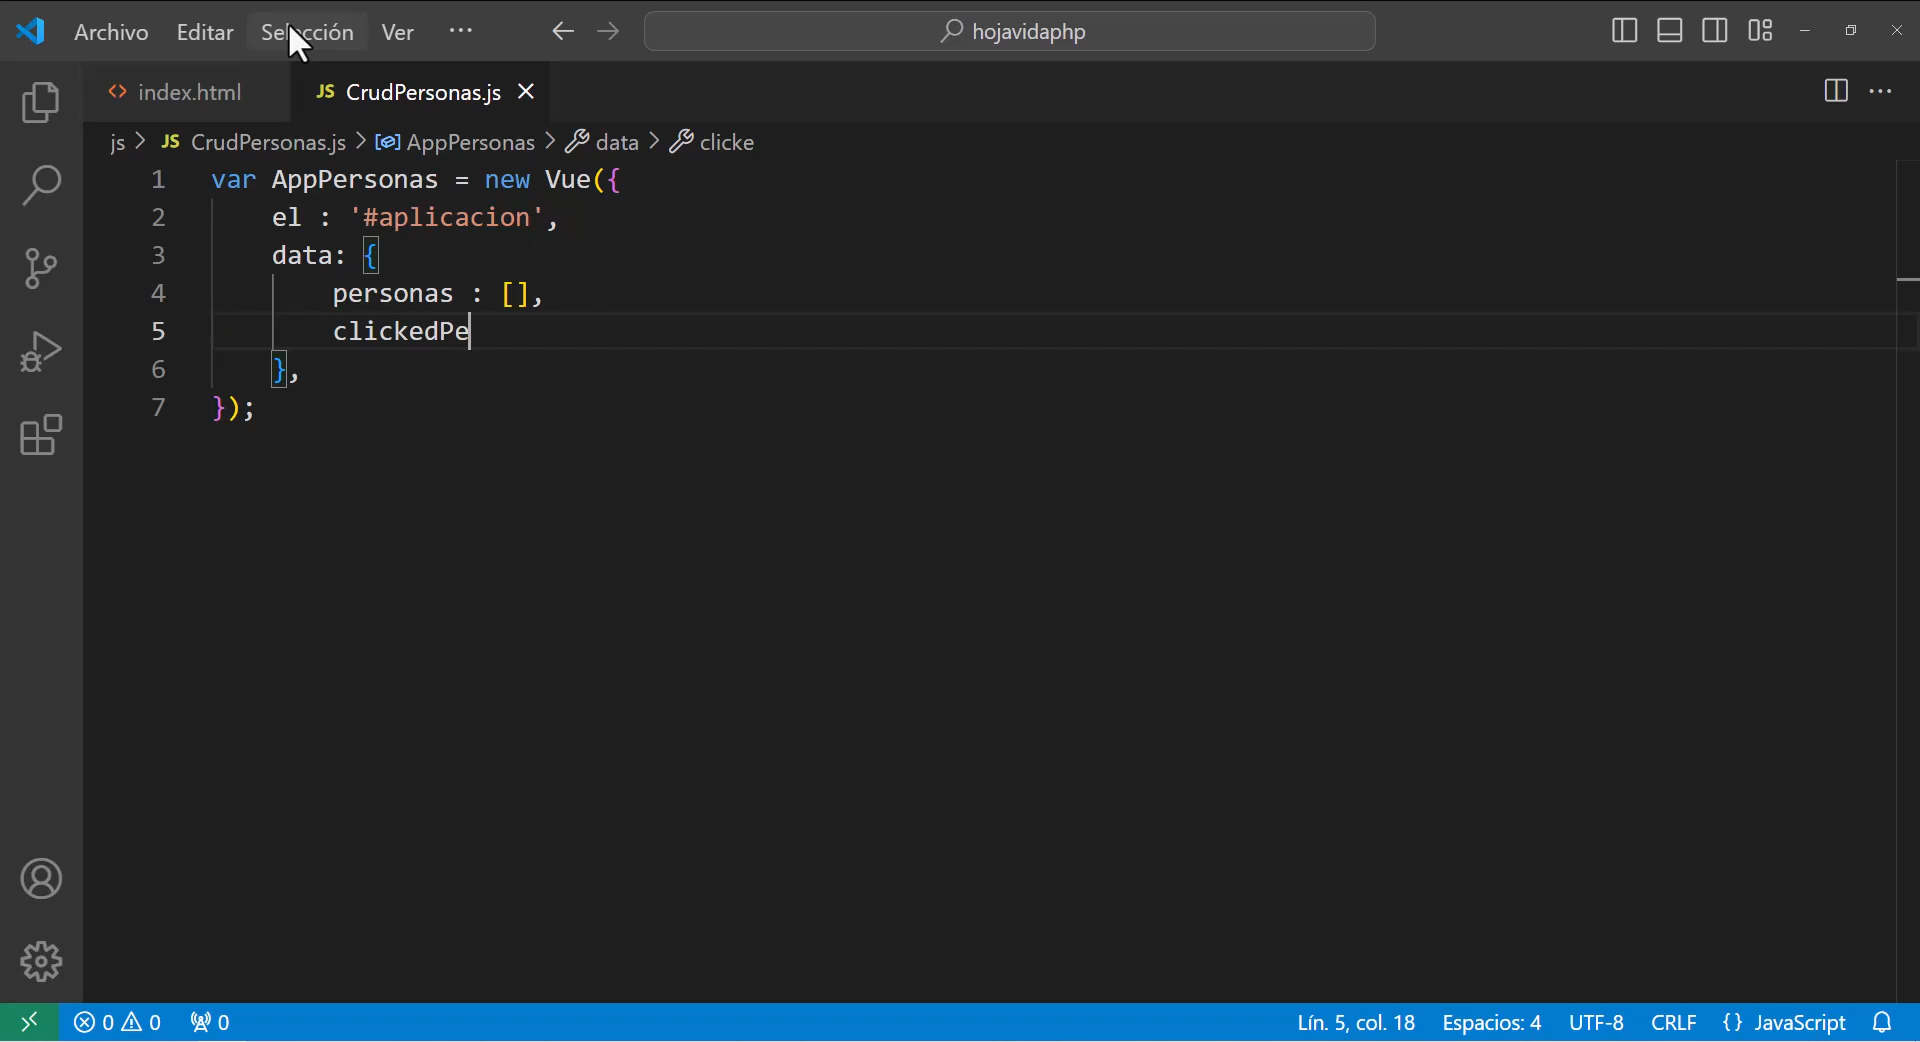 Archivo Editar Selección Ver ··· hojavidaphp
index.html JS CrudPersonas.js
js > JS CrudPersonas.js > AppPersonas > data > clicke
1 var AppPersonas = new Vue({
2 el : '#aplicacion',
3 data: {
4 personas : [],
5 clickedPe
6 },
7 });
0 0 0 Lín. 5, col. 18 Espacios: 4 UTF-8 CRLF {} JavaScript